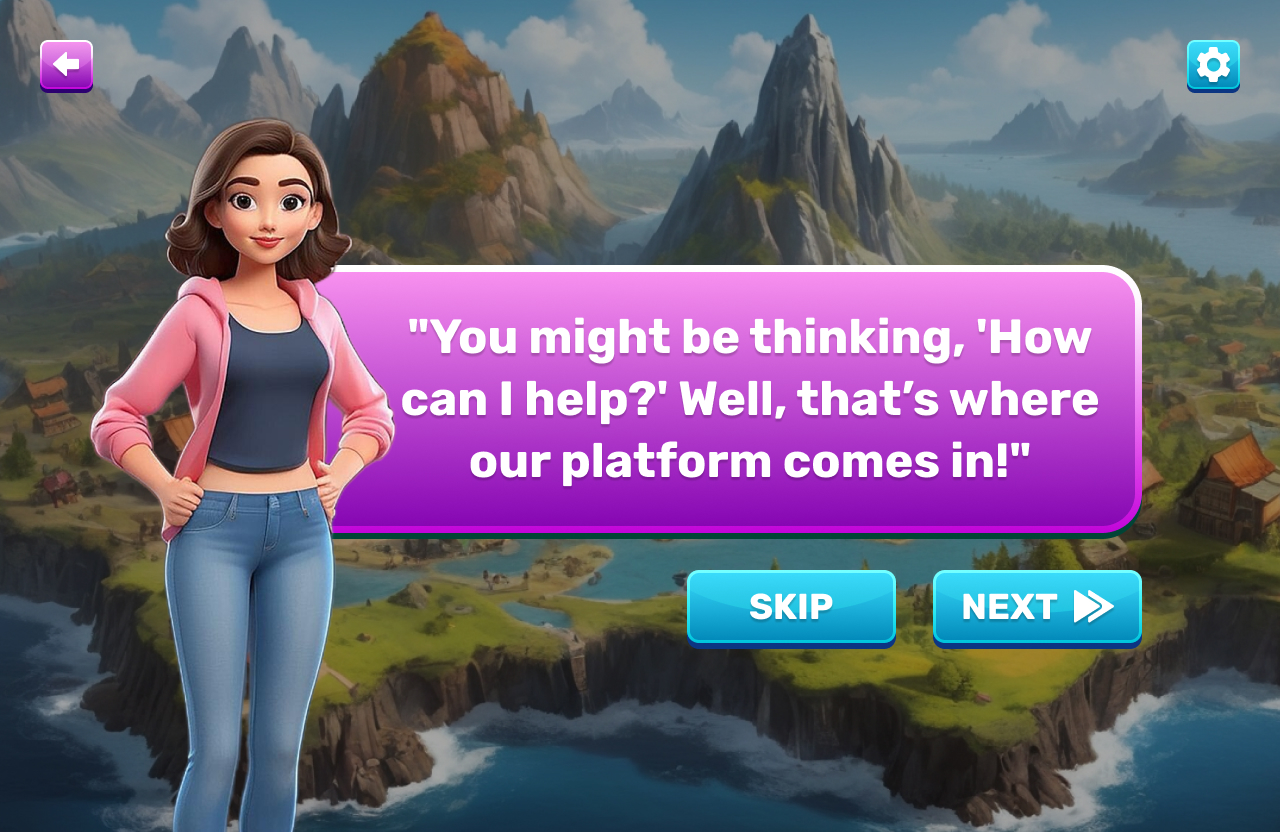 "You might be thinking, 'How
can I help?' Well, that’s where
our platform comes in!"
SKIP
NEXT